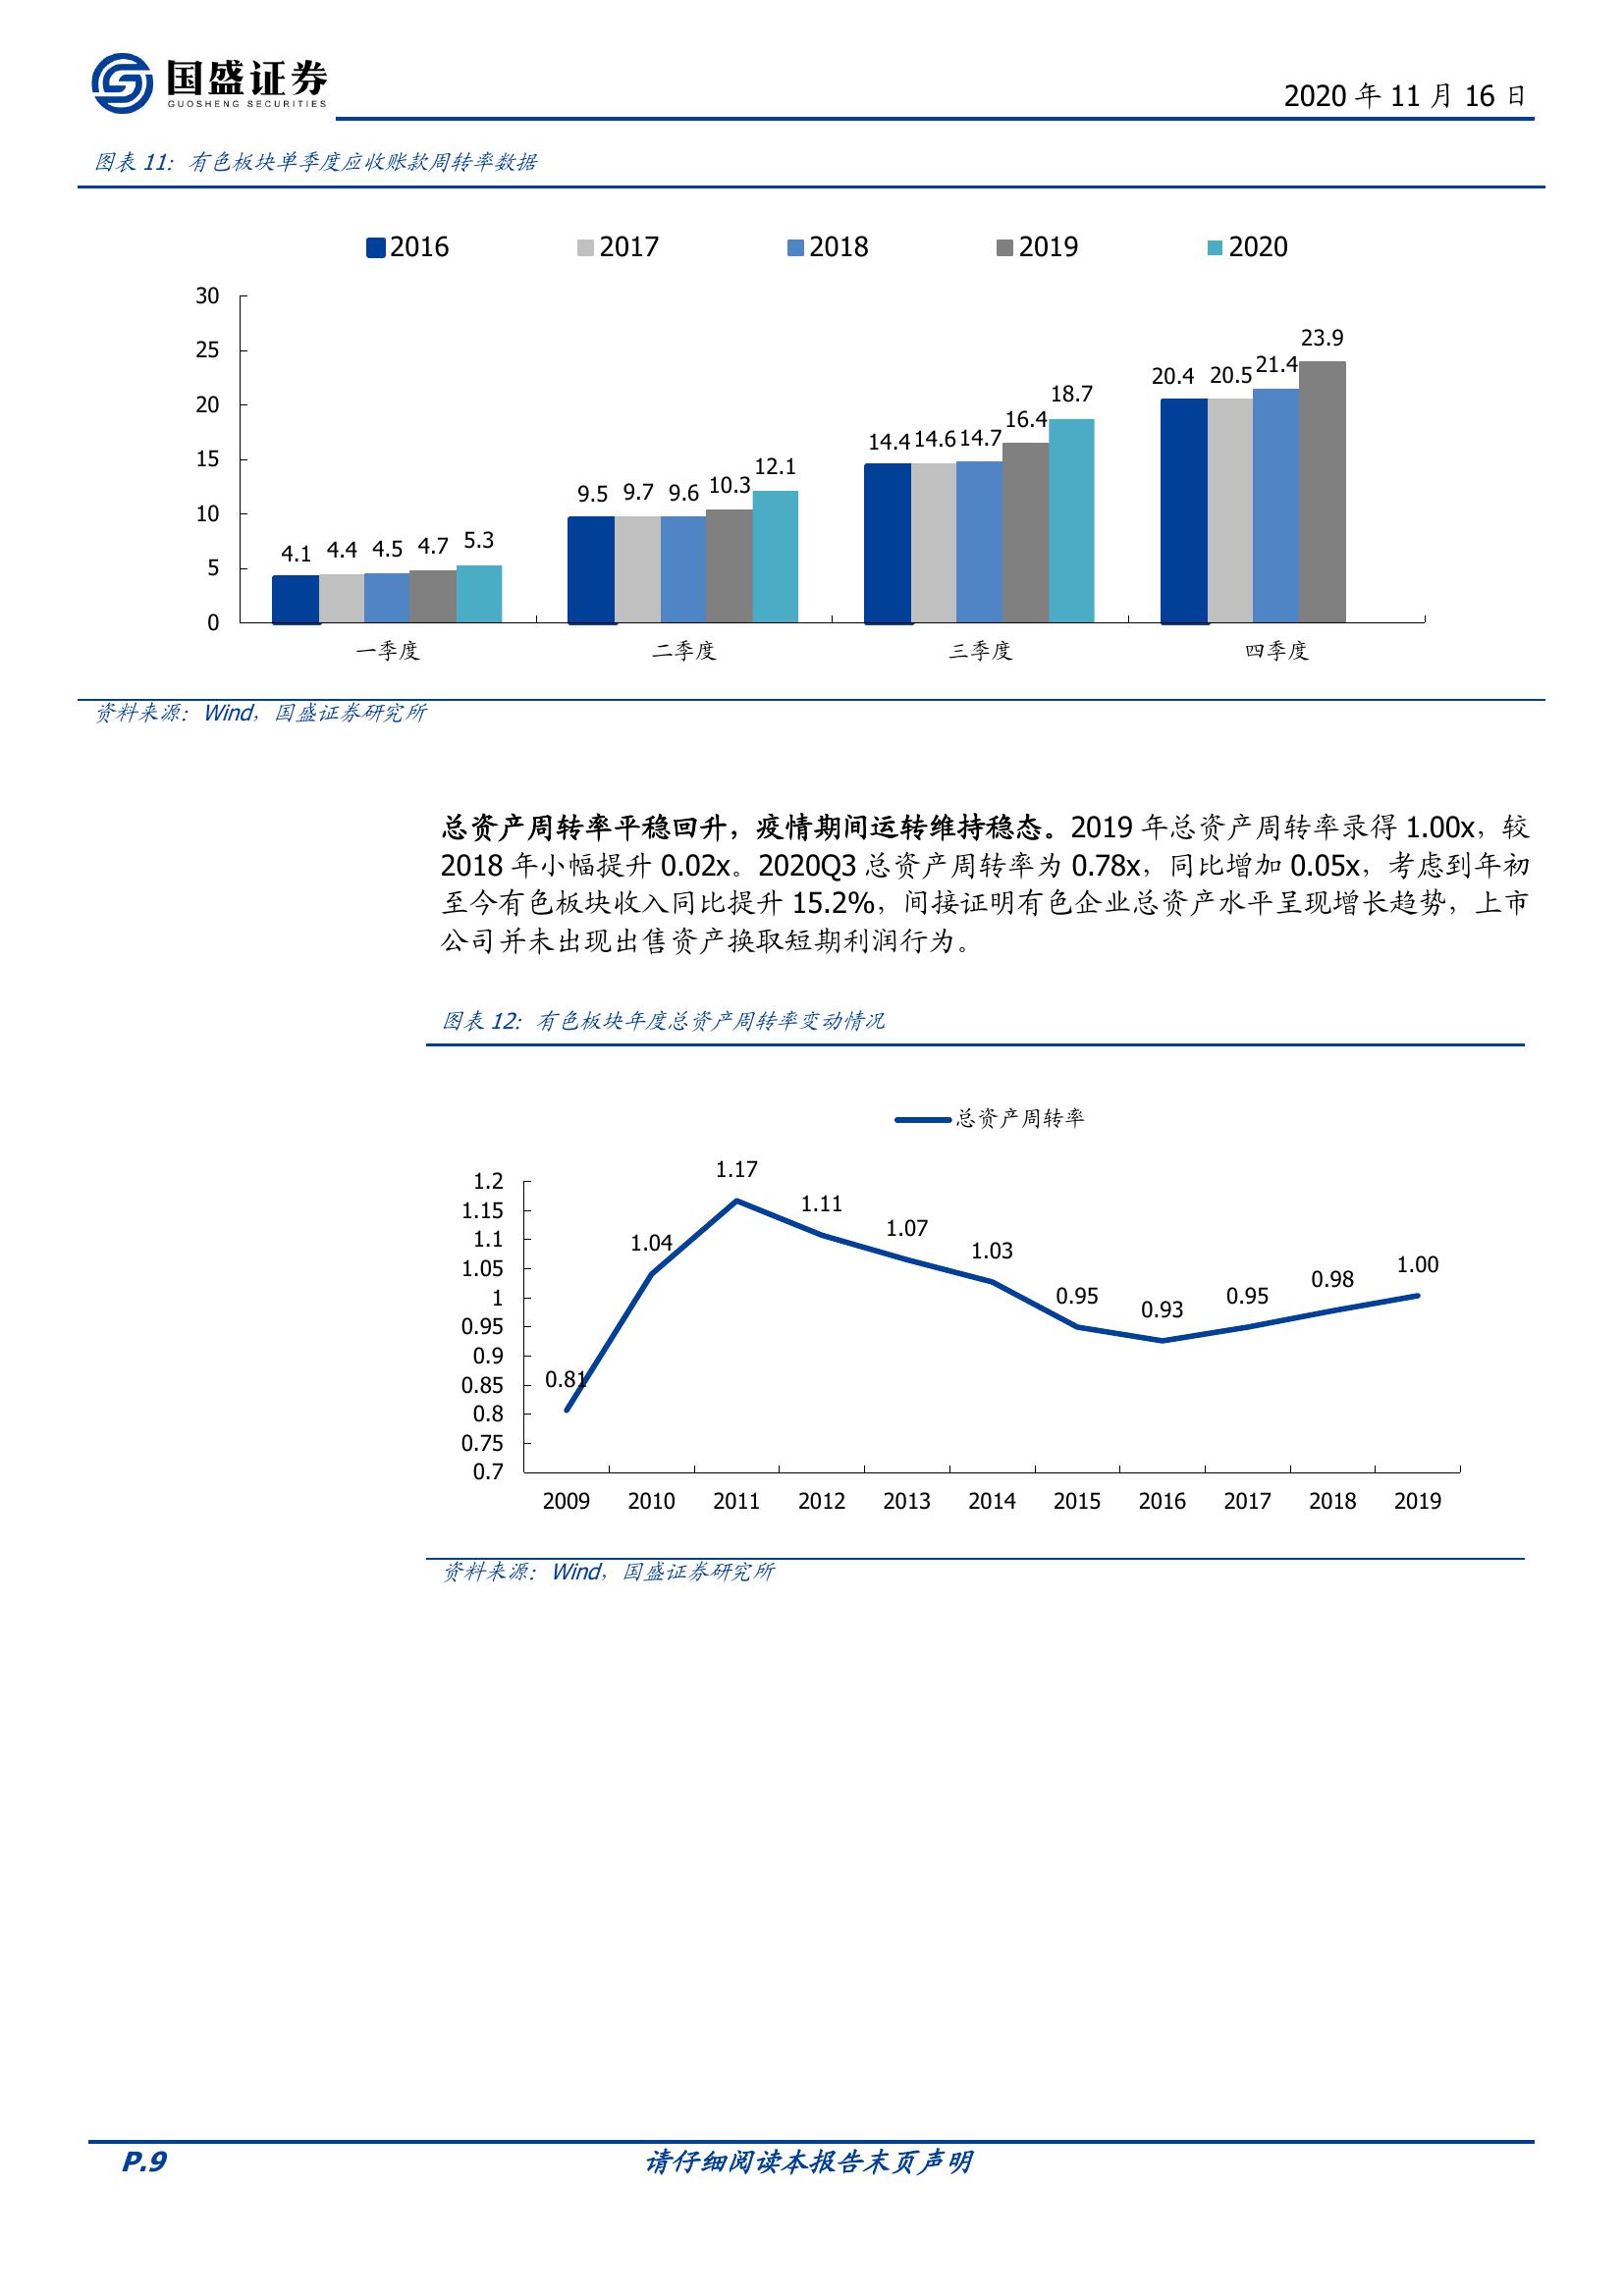 国盛证券
GUOSHENG SECURITIES
2020 年 11 月 16 日
图表 11：有色板块单季度应收账款周转率数据
2016 2017 2018 2019 2020
30
25
20
15
10
5
0
4.1 4.4 4.5 4.7 5.3
9.5 9.7 9.6 10.3 12.1
14.4 14.6 14.7 16.4 18.7
20.4 20.5 21.4 23.9
一季度 二季度 三季度 四季度
资料来源：Wind，国盛证券研究所
总资产周转率平稳回升，疫情期间运转维持稳态。2019 年总资产周转率录得 1.00x，较
2018 年小幅提升 0.02x。2020Q3 总资产周转率为 0.78x，同比增加 0.05x，考虑到年初
至今有色板块收入同比提升 15.2%，间接证明有色企业总资产水平呈现增长趋势，上市
公司并未出现出售资产换取短期利润行为。
图表 12：有色板块年度总资产周转率变动情况
总资产周转率
1.2
1.15
1.1
1.05
1
0.95
0.9
0.85
0.8
0.75
0.7
0.81 1.04 1.17 1.11 1.07 1.03 0.95 0.93 0.95 0.98 1.00
2009 2010 2011 2012 2013 2014 2015 2016 2017 2018 2019
资料来源：Wind，国盛证券研究所
P.9 请仔细阅读本报告末页声明